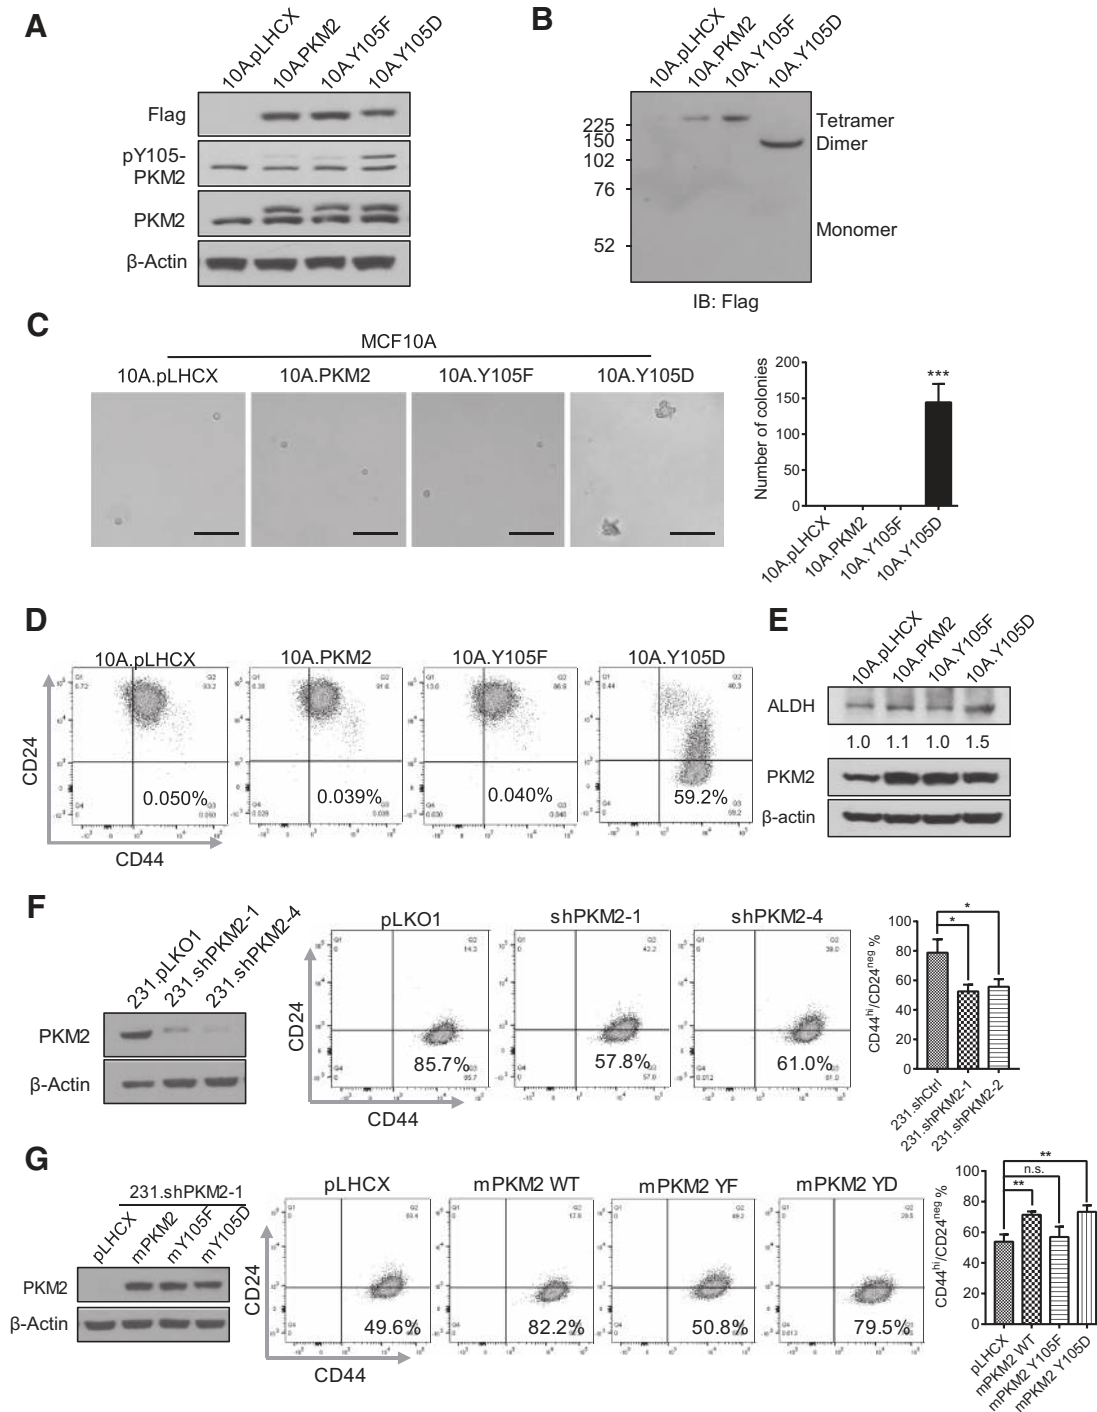 A
10A.pLHCX
10A.PKM2
10A.Y105F
10A.Y105D
Flag
pY105-
PKM2
PKM2
β-Actin
B
10A.pLHCX
10A.PKM2
10A.Y105F
10A.Y105D
225
150
102
76
52
Tetramer
Dimer
Monomer
IB: Flag
C
MCF10A
10A.pLHCX
10A.PKM2
10A.Y105F
10A.Y105D
Number of colonies
200
150
100
50
0
***
10A.pLHCX
10A.PKM2
10A.Y105F
10A.Y105D
D
10A.pLHCX
10A.PKM2
10A.Y105F
10A.Y105D
CD24
0.050%
0.039%
0.040%
59.2%
CD44
E
10A.pLHCX
10A.PKM2
10A.Y105F
10A.Y105D
ALDH
1.0 1.1 1.0 1.5
PKM2
β-actin
F
231.pLKO1
231.shPKM2-1
231.shPKM2-4
PKM2
β-Actin
pLKO1
shPKM2-1
shPKM2-4
CD24
85.7%
57.8%
61.0%
CD44
CD44hi/CD24neg %
100
80
60
40
20
0
*
*
231.shCtrl
231.shPKM2-1
231.shPKM2-2
G
231.shPKM2-1
pLHCX
mPKM2
mY105F
mY105D
PKM2
β-Actin
pLHCX
mPKM2 WT
mPKM2 YF
mPKM2 YD
CD24
49.6%
82.2%
50.8%
79.5%
CD44
CD44hi/CD24neg %
100
80
60
40
20
0
**
n.s.
**
pLHCX
mPKM2 WT
mPKM2 Y105F
mPKM2 Y105D